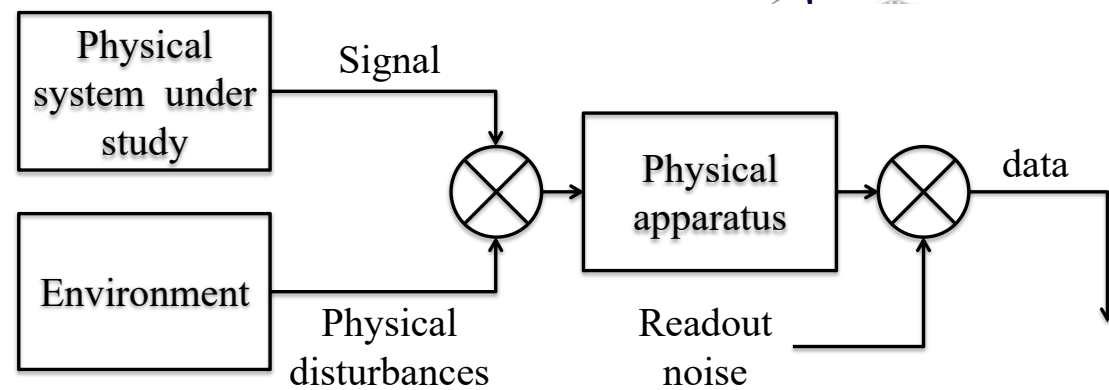 Physical
system under
study
Signal
Physical
apparatus
data
Environment
Physical
disturbances
Readout
noise